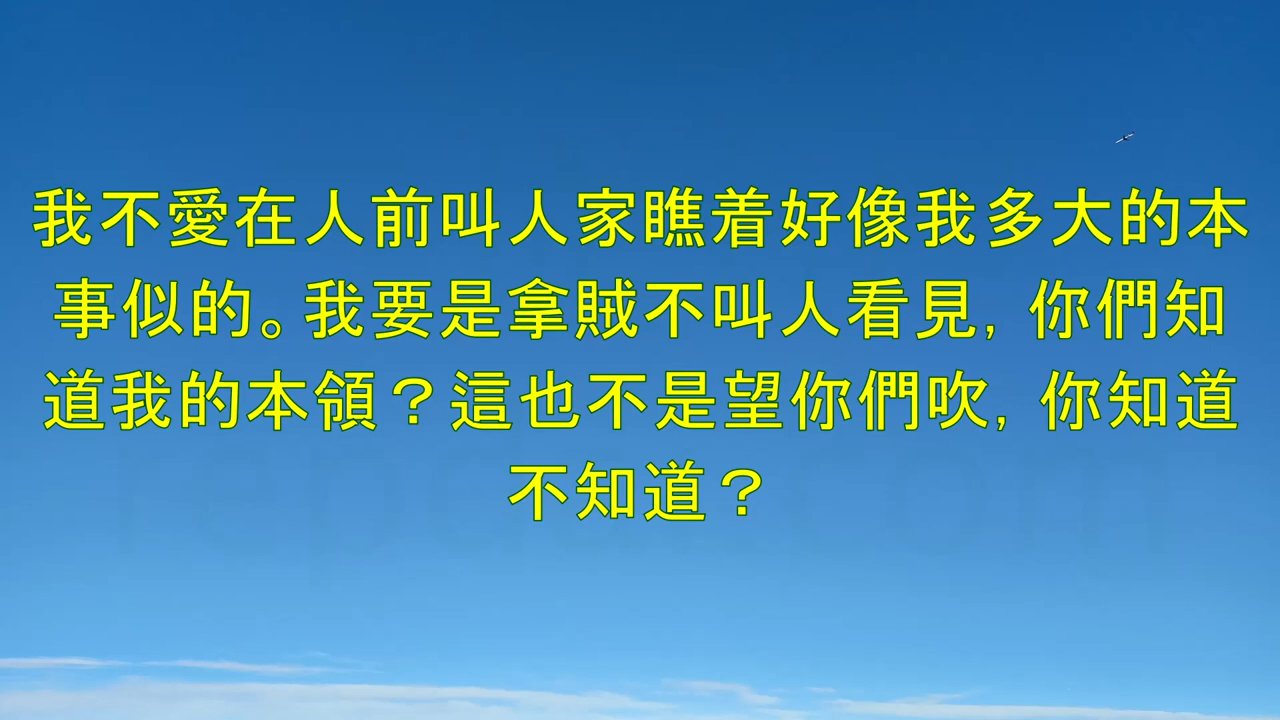 我不愛在人前叫人家瞧着好像我多大的本
事似的。我要是拿賊不叫人看見，你們知
道我的本領？這也不是望你們吹，你知道
不知道？